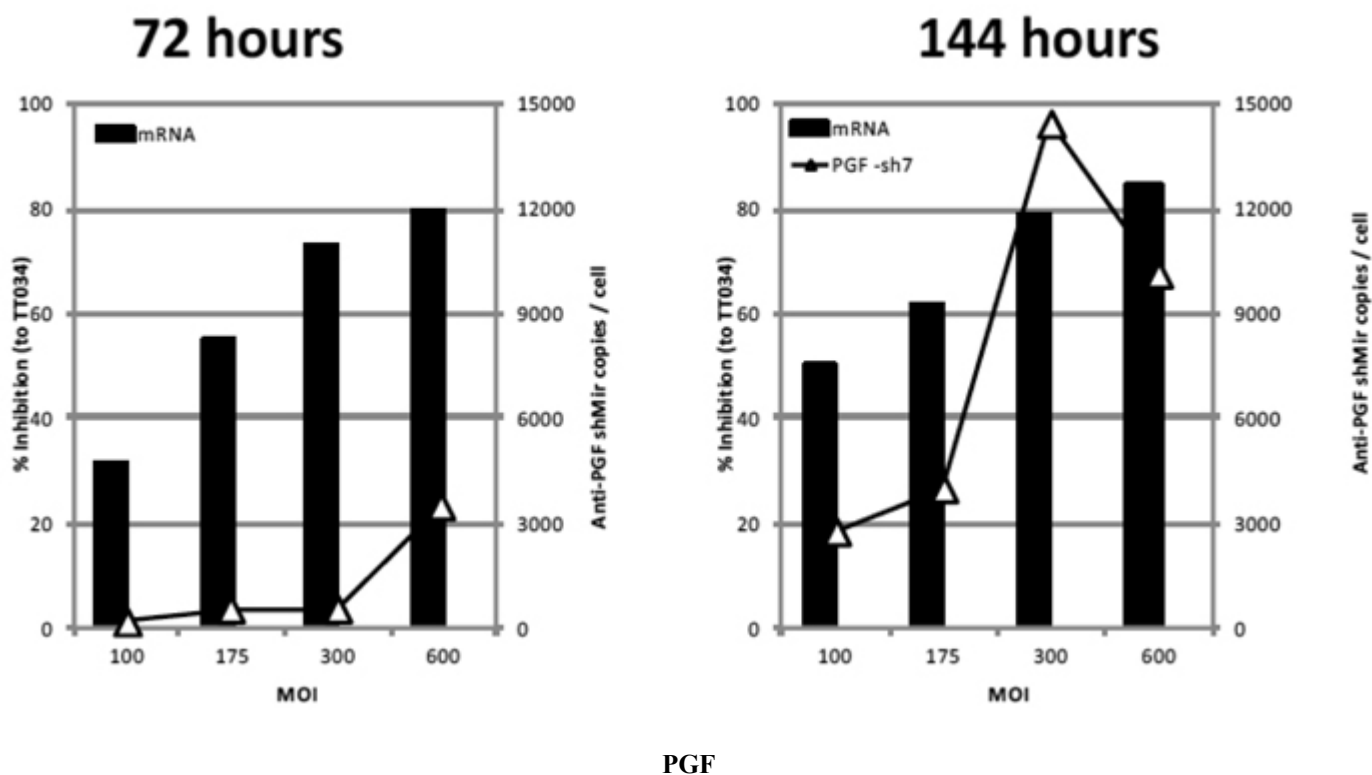 72 hours
144 hours
% Inhibition (to TT034)
100
80
60
40
20
0
mRNA
15000
12000
9000
6000
3000
0
Anti-PGF shMir copies / cell
100 175 300 600
MOI
% Inhibition (to TT034)
100
80
60
40
20
0
mRNA
PGF -sh7
15000
12000
9000
6000
3000
0
Anti-PGF shMir copies / cell
100 175 300 600
MOI
PGF